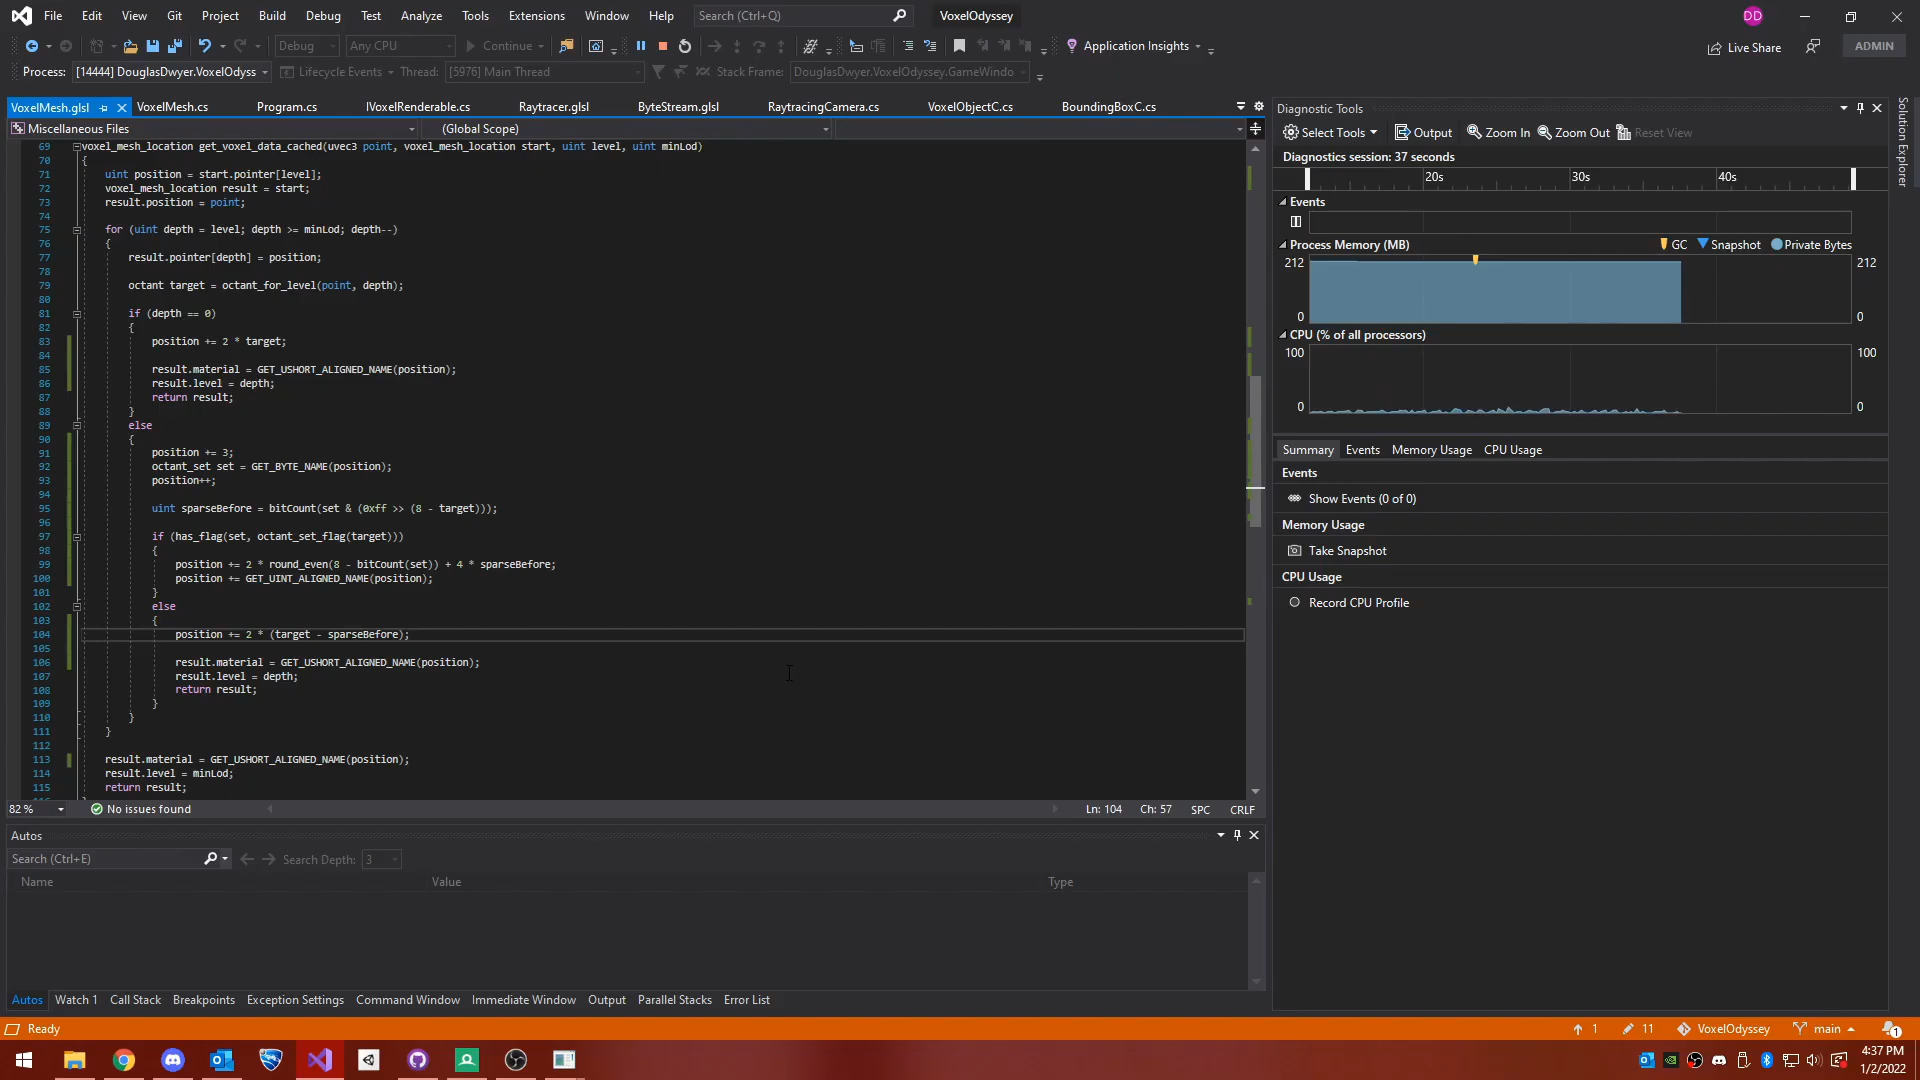 File Edit View Git Project Build Debug Test Analyze Tools Extensions Window Help Search (Ctrl+Q) VoxelOdyssey DD
Debug Any CPU Continue Application Insights Live Share ADMIN
Process: [14444] DouglasDwyer.VoxelOdyss Lifecycle Events Thread: [5976] Main Thread Stack Frame: DouglasDwyer.VoxelOdyssey.GameWindo
VoxelMesh.glsl VoxelMesh.cs Program.cs IVoxelRenderable.cs Raytracer.glsl ByteStream.glsl RaytracingCamera.cs VoxelObjectC.cs BoundingBoxC.cs
Miscellaneous Files (Global Scope)
69 voxel_mesh_location get_voxel_data_cached(uvec3 point, voxel_mesh_location start, uint level, uint minLod)
70 {
71 uint position = start.pointer[level];
72 voxel_mesh_location result = start;
73 result.position = point;
74
75 for (uint depth = level; depth >= minLod; depth--)
76 {
77 result.pointer[depth] = position;
78
79 octant target = octant_for_level(point, depth);
80
81 if (depth == 0)
82 {
83 position += 2 * target;
84
85 result.material = GET_USHORT_ALIGNED_NAME(position);
86 result.level = depth;
87 return result;
88 }
89 else
90 {
91 position += 3;
92 octant_set set = GET_BYTE_NAME(position);
93 position++;
94
95 uint sparseBefore = bitCount(set & (0xff >> (8 - target)));
96
97 if (has_flag(set, octant_set_flag(target)))
98 {
99 position += 2 * round_even(8 - bitCount(set)) + 4 * sparseBefore;
100 position += GET_UINT_ALIGNED_NAME(position);
101 }
102 else
103 {
104 position += 2 * (target - sparseBefore);
105
106 result.material = GET_USHORT_ALIGNED_NAME(position);
107 result.level = depth;
108 return result;
109 }
110 }
111 }
112
113 result.material = GET_USHORT_ALIGNED_NAME(position);
114 result.level = minLod;
115 return result;
82 % No issues found Ln: 104 Ch: 57 SPC CRLF
Autos
Search (Ctrl+E) Search Depth: 3
Name Value Type
Autos Watch 1 Call Stack Breakpoints Exception Settings Command Window Immediate Window Output Parallel Stacks Error List
Diagnostic Tools
Select Tools Output Zoom In Zoom Out Reset View
Diagnostics session: 37 seconds
20s 30s 40s
Events
Process Memory (MB) GC Snapshot Private Bytes
212 212
0 0
CPU (% of all processors)
100 100
0 0
Summary Events Memory Usage CPU Usage
Events
Show Events (0 of 0)
Memory Usage
Take Snapshot
CPU Usage
Record CPU Profile
Solution Explorer
Ready 1 11 VoxelOdyssey main 1
4:37 PM
1/2/2022